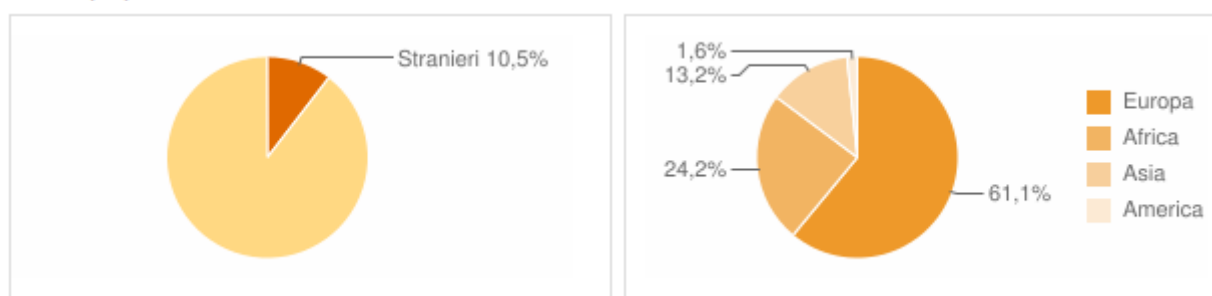 Stranieri 10,5%
1,6%
13,2%
24,2%
61,1%
Europa
Africa
Asia
America